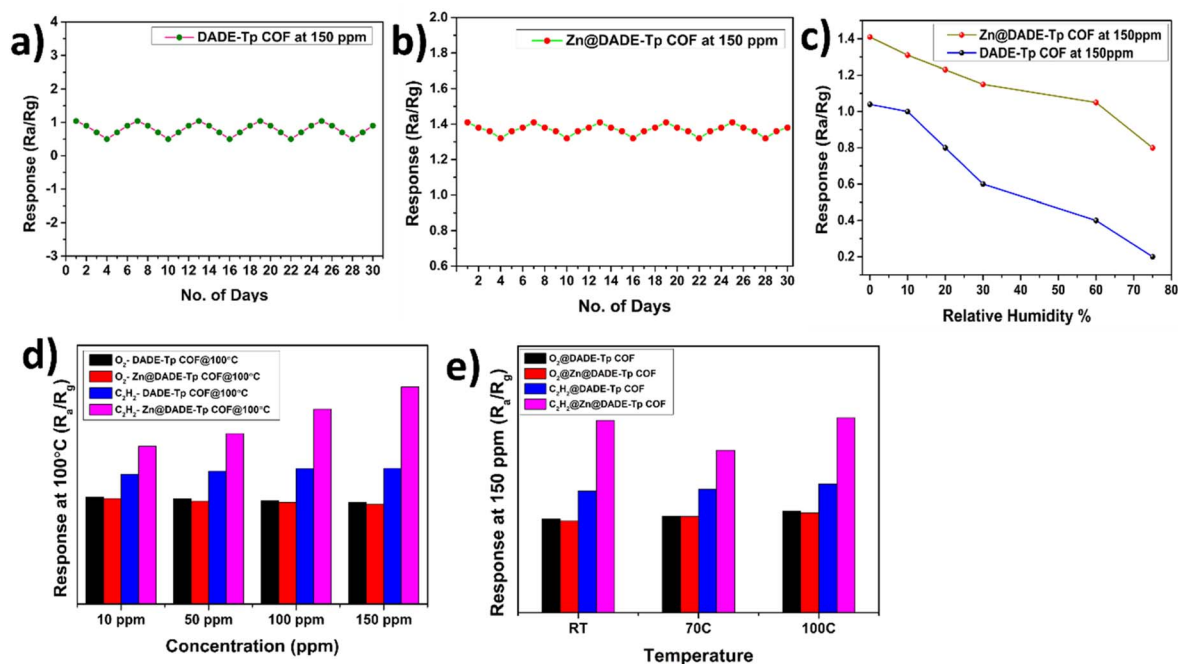 a)
DADE-Tp COF at 150 ppm
Response (Ra/Rg)
4
3
2
1
0
-1
-2
-3
0 2 4 6 8 10 12 14 16 18 20 22 24 26 28 30
No. of Days
b)
Zn@DADE-Tp COF at 150 ppm
Response (Ra/Rg)
2.0
1.8
1.6
1.4
1.2
1.0
0.8
0.6
2 4 6 8 10 12 14 16 18 20 22 24 26 28 30
No. of Days
c)
Zn@DADE-Tp COF at 150ppm
DADE-Tp COF at 150ppm
Response (Ra/Rg)
1.4
1.2
1.0
0.8
0.6
0.4
0.2
0 10 20 30 40 50 60 70 80
Relative Humidity %
d)
O₂- DADE-Tp COF@100°C
O₂- Zn@DADE-Tp COF@100°C
C₂H₂- DADE-Tp COF@100°C
C₂H₂- Zn@DADE-Tp COF@100°C
Response at 100°C (Rₐ/R_g)
10 ppm 50 ppm 100 ppm 150 ppm
Concentration (ppm)
e)
O₂@DADE-Tp COF
O₂@Zn@DADE-Tp COF
C₂H₂@DADE-Tp COF
C₂H₂@Zn@DADE-Tp COF
Response at 150 ppm (Rₐ/R_g)
RT 70C 100C
Temperature